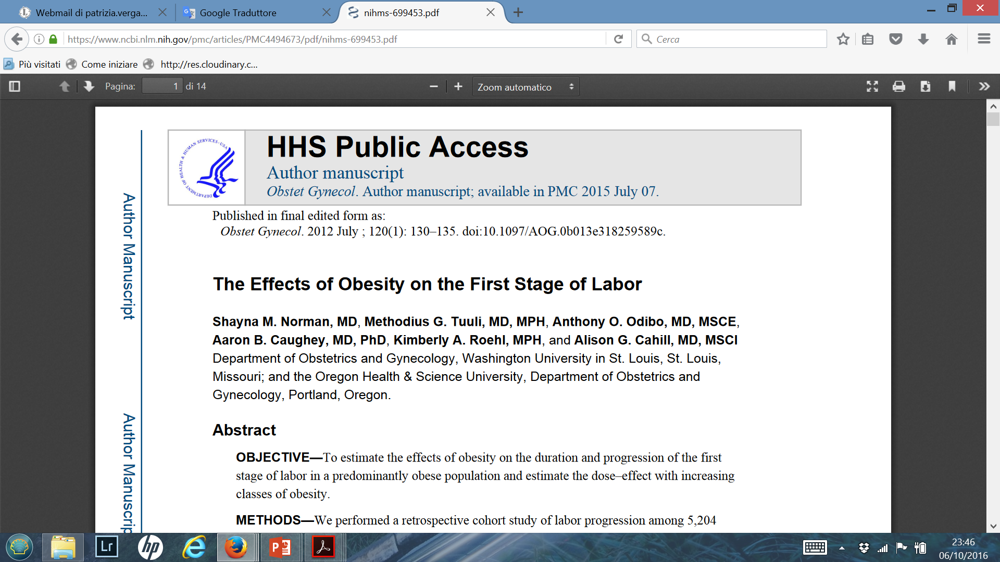 Webmail di patrizia.verga...
Google Traduttore
nihms-699453.pdf
https://www.ncbi.nlm.nih.gov/pmc/articles/PMC4494673/pdf/nihms-699453.pdf
Cerca
Più visitati
Come iniziare
http://res.cloudinary.c...
Pagina: 1 di 14
Zoom automatico
DEPARTMENT OF HEALTH & HUMAN SERVICES · USA
HHS Public Access
Author manuscript
Obstet Gynecol. Author manuscript; available in PMC 2015 July 07.
Published in final edited form as:
Obstet Gynecol. 2012 July ; 120(1): 130–135. doi:10.1097/AOG.0b013e318259589c.
The Effects of Obesity on the First Stage of Labor
Shayna M. Norman, MD, Methodius G. Tuuli, MD, MPH, Anthony O. Odibo, MD, MSCE,
Aaron B. Caughey, MD, PhD, Kimberly A. Roehl, MPH, and Alison G. Cahill, MD, MSCI
Department of Obstetrics and Gynecology, Washington University in St. Louis, St. Louis,
Missouri; and the Oregon Health & Science University, Department of Obstetrics and
Gynecology, Portland, Oregon.
Abstract
OBJECTIVE—To estimate the effects of obesity on the duration and progression of the first
stage of labor in a predominantly obese population and estimate the dose–effect with increasing
classes of obesity.
METHODS—We performed a retrospective cohort study of labor progression among 5,204
Author Manuscript
Author Manuscrip
Lr
hp
23:46
06/10/2016